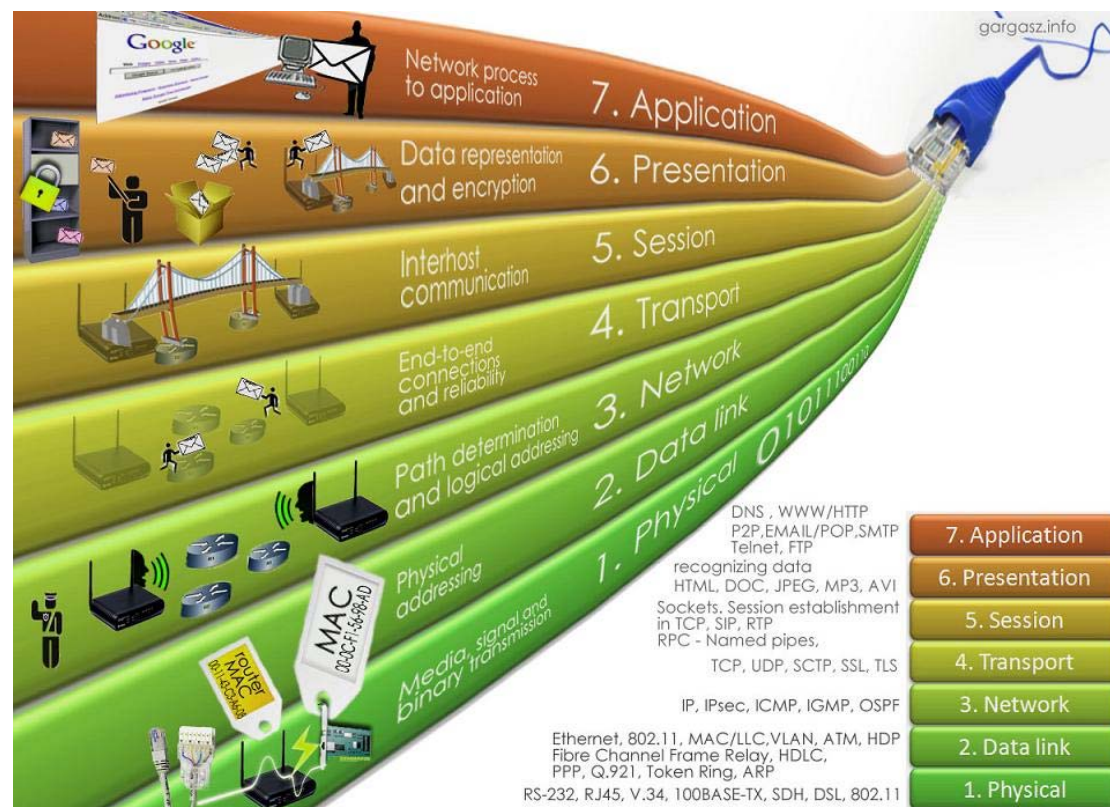 gargasz.info
Google
Network process
to application
7. Application
Data representation
and encryption
6. Presentation
Interhost
communication
5. Session
End-to-end
connections
and reliability
4. Transport
Path determination
and logical addressing
3. Network
Physical
addressing
2. Data link
Media, signal and
binary transmission
1. Physical
010111100110
MAC
00-0C-F1-56-98-AD
router
MAC
DNS , WWW/HTTP
P2P,EMAIL/POP,SMTP
Telnet, FTP
7. Application
recognizing data
HTML, DOC, JPEG, MP3, AVI
6. Presentation
Sockets. Session establishment
in TCP, SIP, RTP
RPC - Named pipes,
5. Session
TCP, UDP, SCTP, SSL, TLS
4. Transport
IP, IPsec, ICMP, IGMP, OSPF
3. Network
Ethernet, 802.11, MAC/LLC,VLAN, ATM, HDP
Fibre Channel Frame Relay, HDLC,
PPP, Q.921, Token Ring, ARP
2. Data link
RS-232, RJ45, V.34, 100BASE-TX, SDH, DSL, 802.11
1. Physical